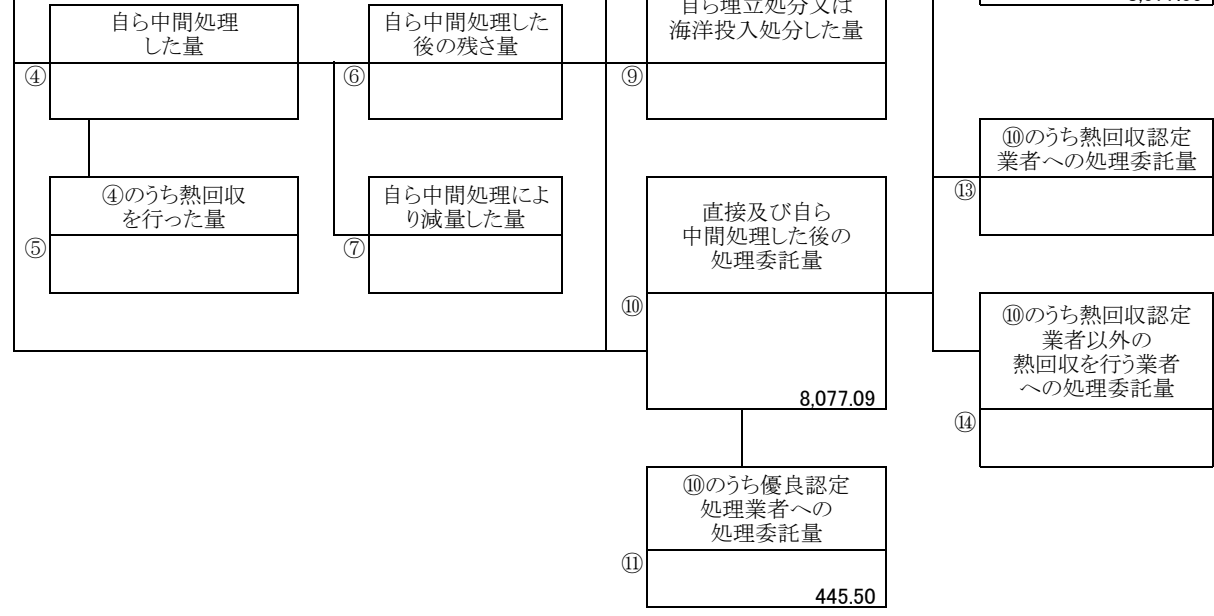 自ら中間処理
した量
④
自ら中間処理した
後の残さ量
⑥
自ら埋立処分又は
海洋投入処分した量
⑨
⑩のうち熱回収認定
業者への処理委託量
⑬
④のうち熱回収
を行った量
⑤
自ら中間処理によ
り減量した量
⑦
直接及び自ら
中間処理した後の
処理委託量
⑩
8,077.09
⑩のうち熱回収認定
業者以外の
熱回収を行う業者
への処理委託量
⑭
⑩のうち優良認定
処理業者への
処理委託量
⑪
445.50